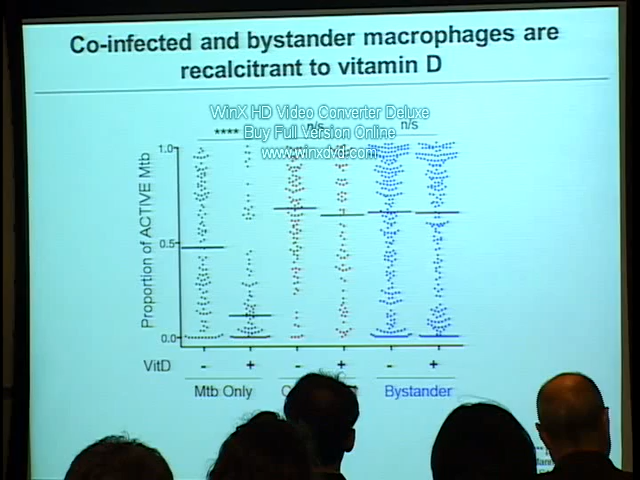 Co-infected and bystander macrophages are
recalcitrant to vitamin D
WinX HD Video Converter Deluxe
Buy Full Version Online
www.winxdvd.com
**** n/s n/s
Proportion of ACTIVE Mtb
1.0
0.5
0.0
VitD - + - + - +
Mtb Only Bystander